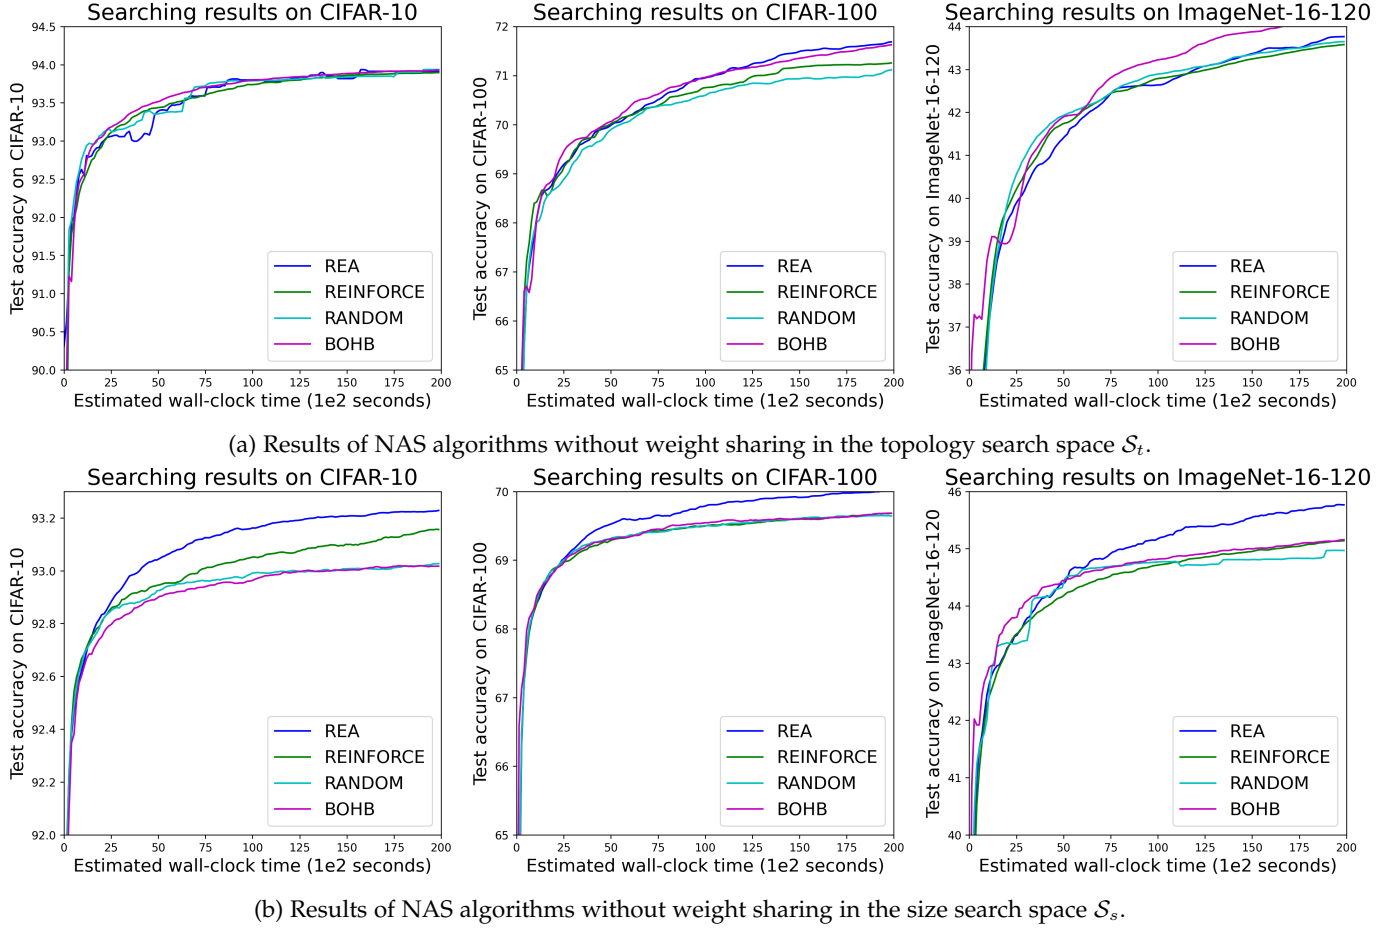 Searching results on CIFAR-10
Test accuracy on CIFAR-10
94.5
94.0
93.5
93.0
92.5
92.0
91.5
91.0
90.5
90.0
REA
REINFORCE
RANDOM
BOHB
0 25 50 75 100 125 150 175 200
Estimated wall-clock time (1e2 seconds)
Searching results on CIFAR-100
Test accuracy on CIFAR-100
72
71
70
69
68
67
66
65
REA
REINFORCE
RANDOM
BOHB
0 25 50 75 100 125 150 175 200
Estimated wall-clock time (1e2 seconds)
Searching results on ImageNet-16-120
Test accuracy on ImageNet-16-120
44
43
42
41
40
39
38
37
36
REA
REINFORCE
RANDOM
BOHB
0 25 50 75 100 125 150 175 200
Estimated wall-clock time (1e2 seconds)
(a) Results of NAS algorithms without weight sharing in the topology search space 𝒮ₜ.
Searching results on CIFAR-10
Test accuracy on CIFAR-10
93.2
93.0
92.8
92.6
92.4
92.2
92.0
REA
REINFORCE
RANDOM
BOHB
0 25 50 75 100 125 150 175 200
Estimated wall-clock time (1e2 seconds)
Searching results on CIFAR-100
Test accuracy on CIFAR-100
70
69
68
67
66
65
REA
REINFORCE
RANDOM
BOHB
0 25 50 75 100 125 150 175 200
Estimated wall-clock time (1e2 seconds)
Searching results on ImageNet-16-120
Test accuracy on ImageNet-16-120
46
45
44
43
42
41
40
REA
REINFORCE
RANDOM
BOHB
0 25 50 75 100 125 150 175 200
Estimated wall-clock time (1e2 seconds)
(b) Results of NAS algorithms without weight sharing in the size search space 𝒮ₛ.